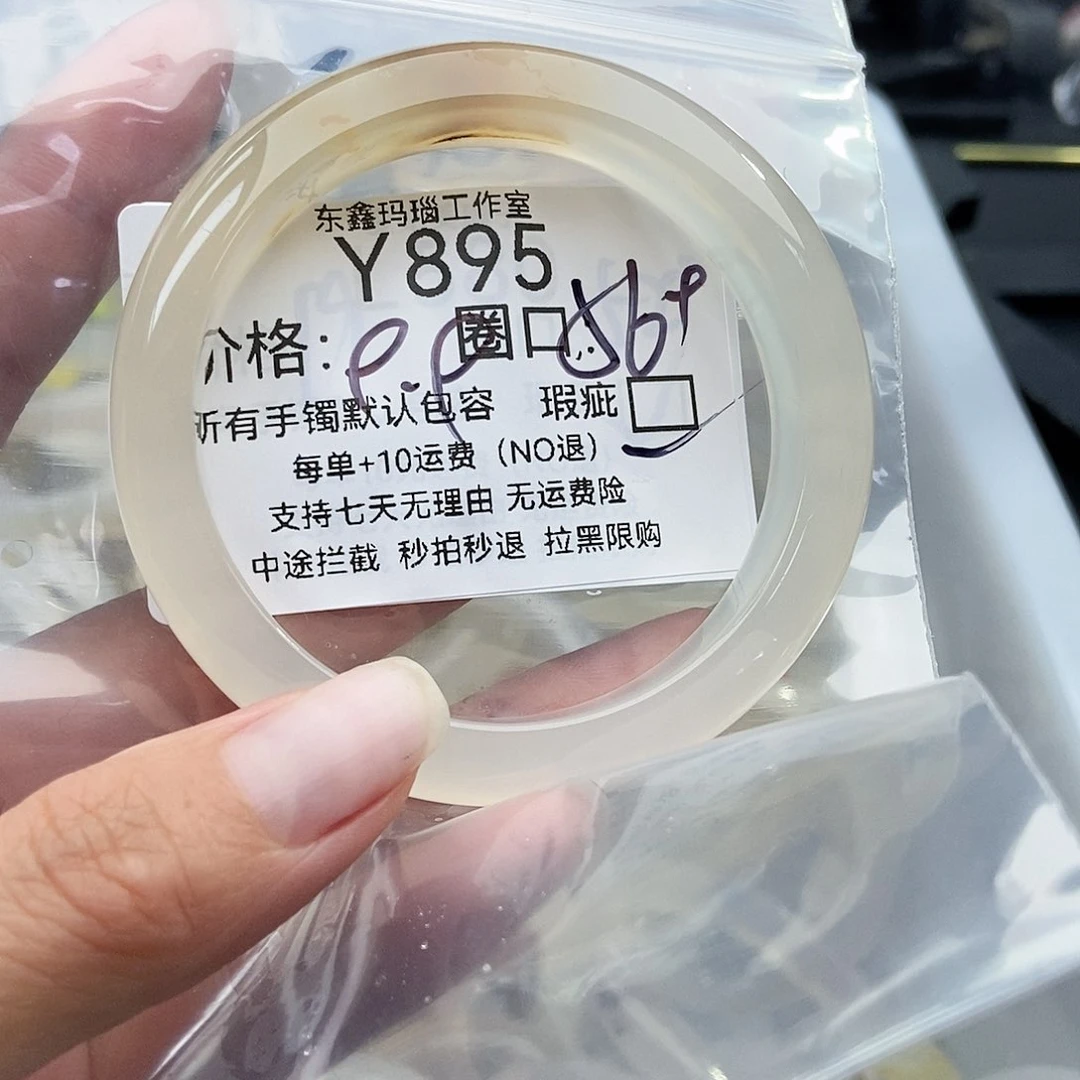 东鑫玛瑙工作室
Y895
价格: 圈口: 56+
所有手镯默认包容 瑕疵
每单+10运费（NO退）
支持七天无理由 无运费险
中途拦截 秒拍秒退 拉黑限购